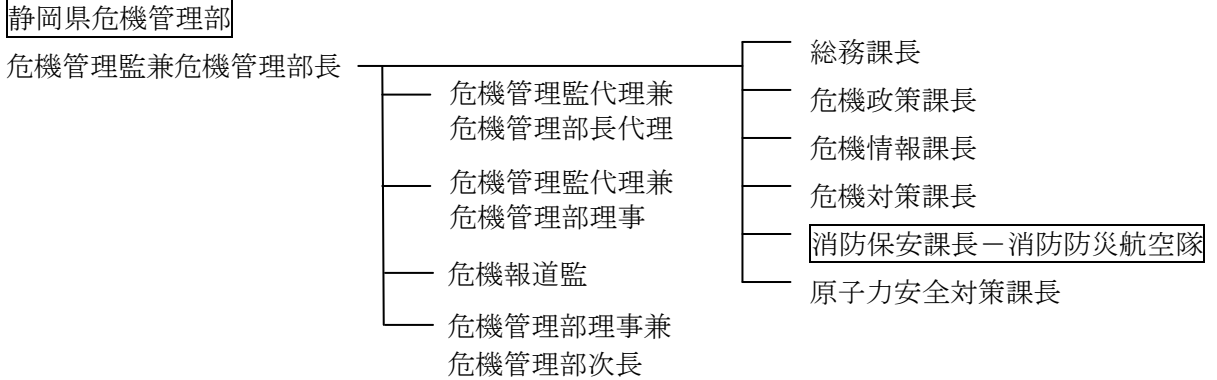 静岡県危機管理部
危機管理監兼危機管理部長
危機管理監代理兼
危機管理部長代理
危機管理監代理兼
危機管理部理事
危機報道監
危機管理部理事兼
危機管理部次長
総務課長
危機政策課長
危機情報課長
危機対策課長
消防保安課長－消防防災航空隊
原子力安全対策課長